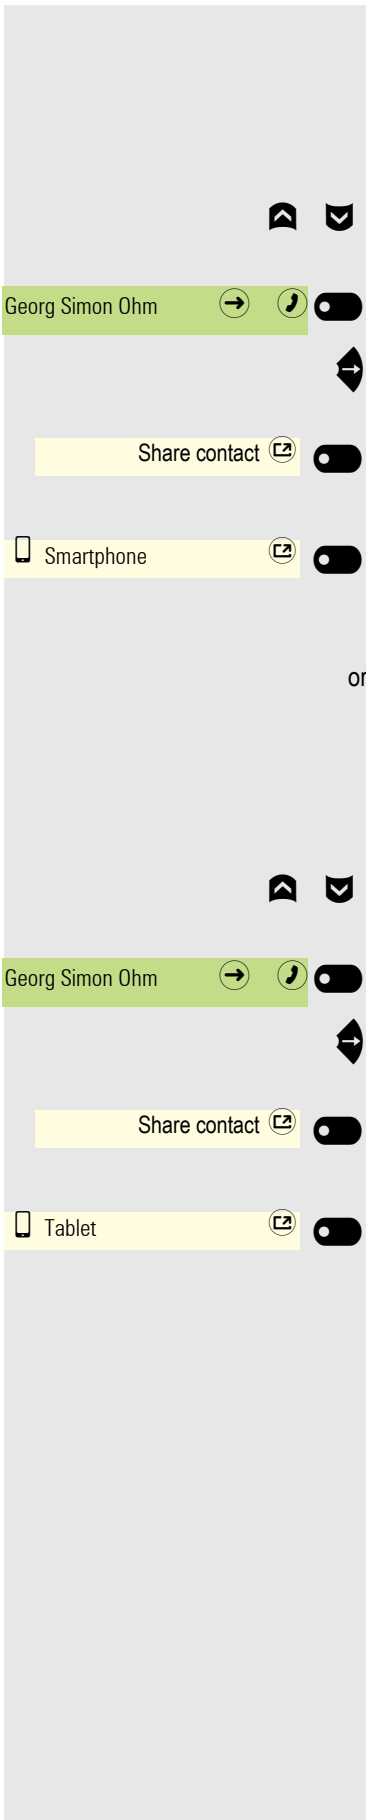 Georg Simon Ohm
Share contact
Smartphone
or
Georg Simon Ohm
Share contact
Tablet